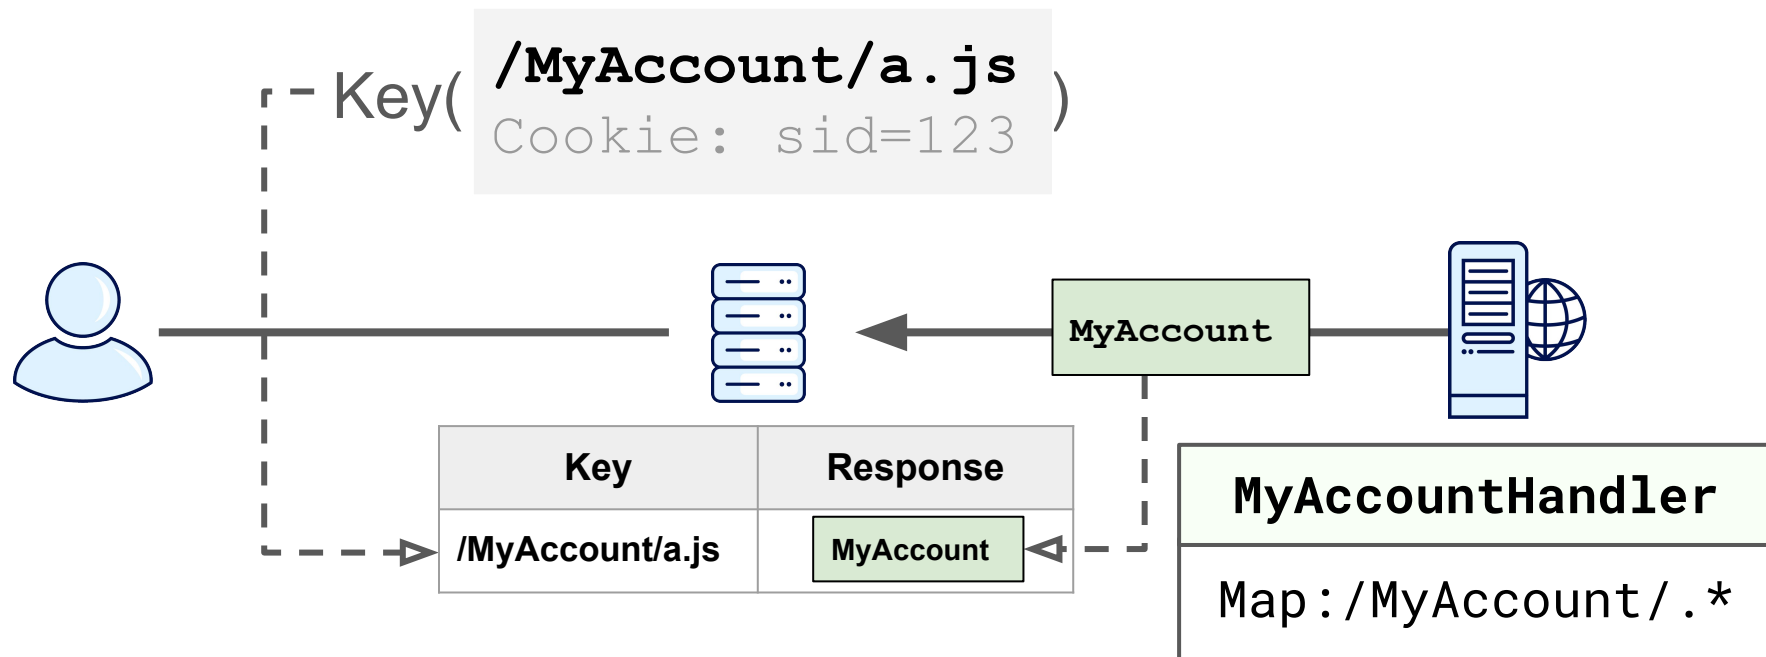 Key( /MyAccount/a.js
Cookie: sid=123 )
MyAccount
Key Response
/MyAccount/a.js MyAccount
MyAccountHandler
Map:/MyAccount/.*